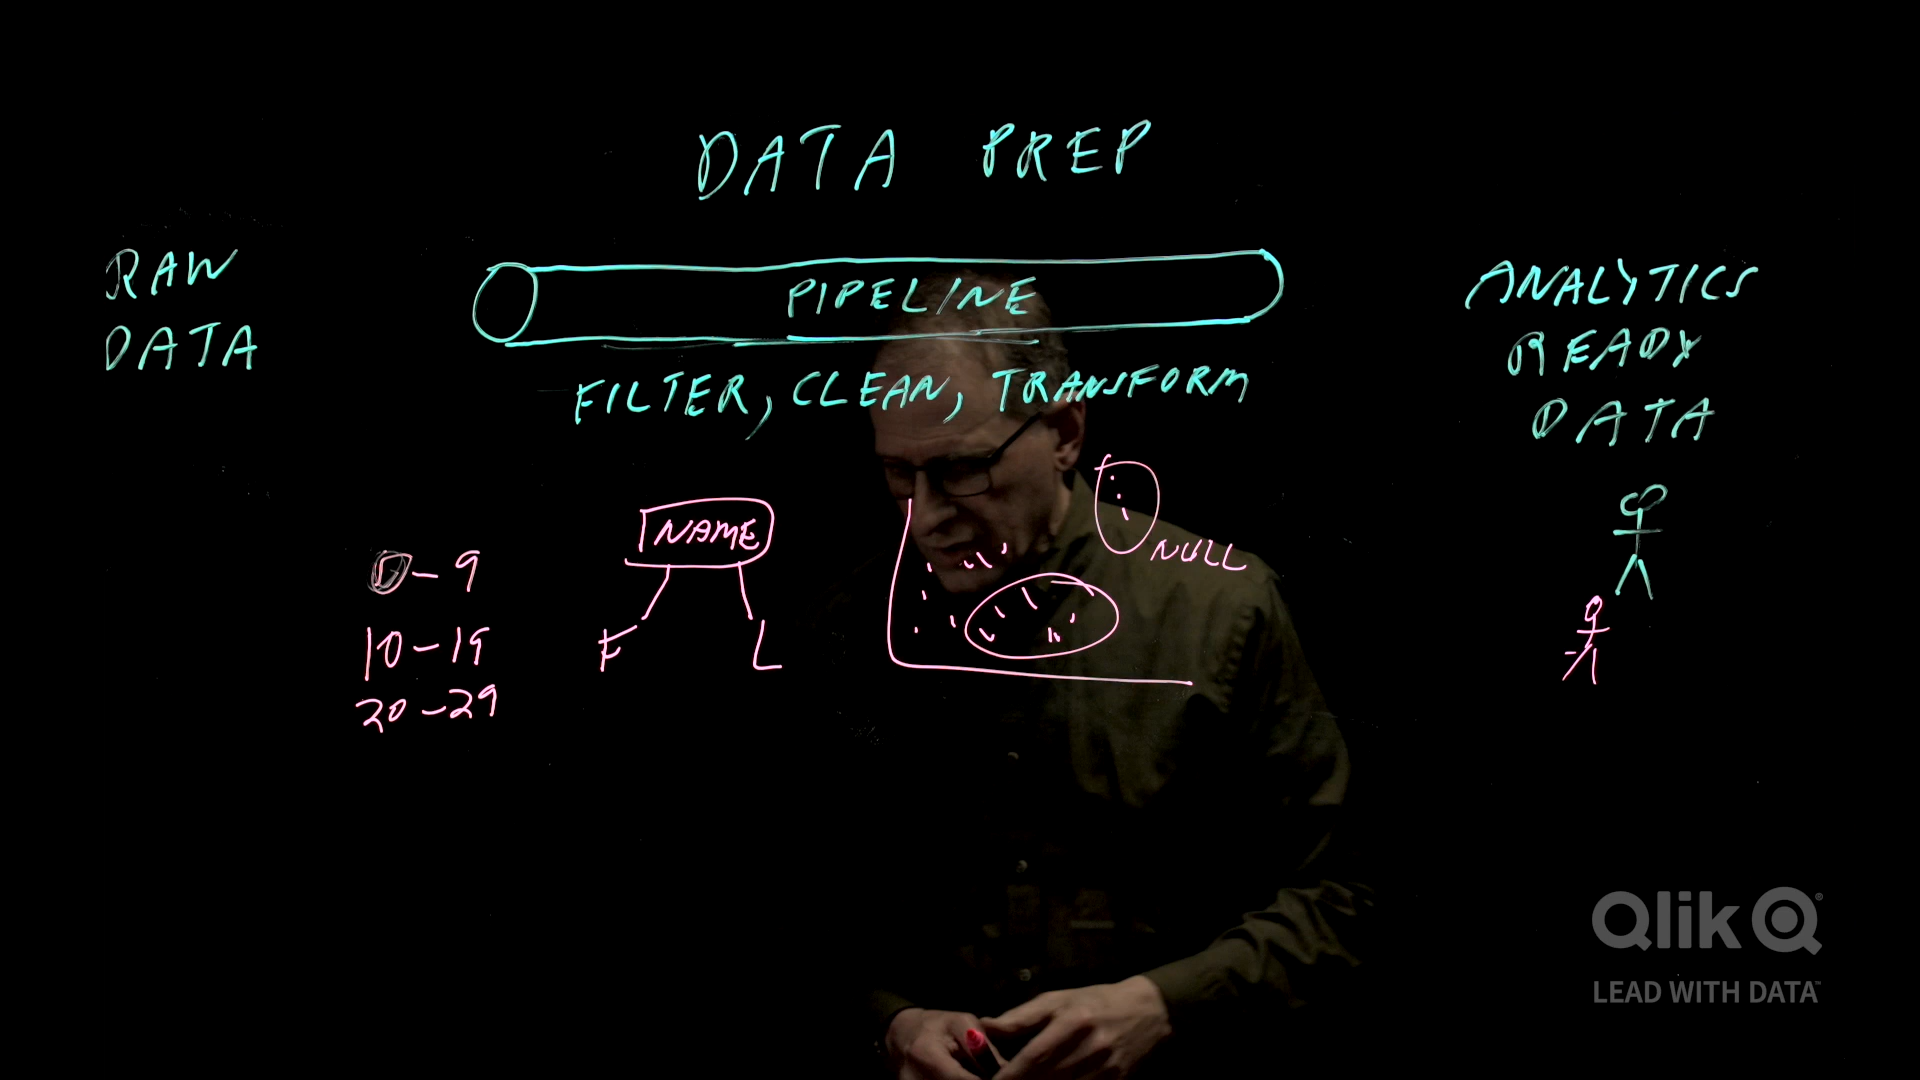 DATA PREP
RAW
DATA
PIPELINE
FILTER, CLEAN, TRANSFORM
ANALYTICS
READY
DATA
0-9
10-19
20-29
NAME
F L
NULL
Qlik
LEAD WITH DATA™